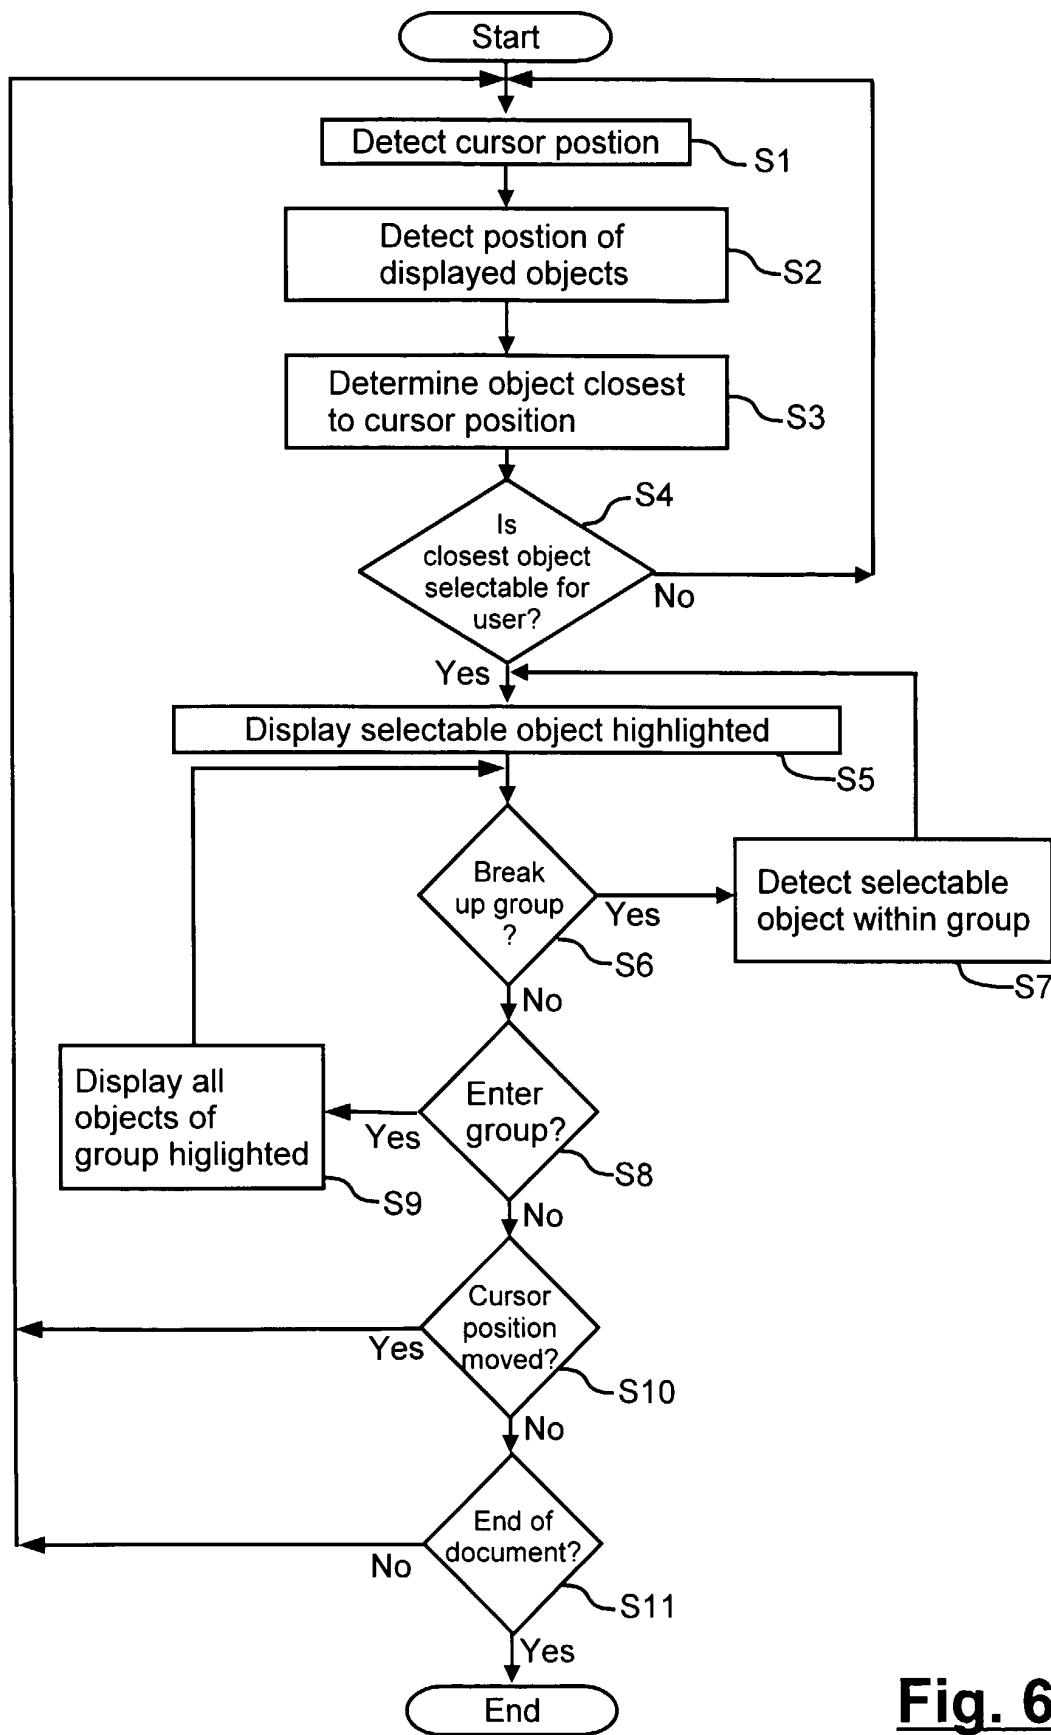 Start
Detect cursor postion
S1
Detect postion of
displayed objects
S2
Determine object closest
to cursor position
S3
S4
Is
closest object
selectable for
user?
No
Yes
Display selectable object highlighted
S5
Break
up group
?
Yes
S6
Detect selectable
object within group
S7
No
Enter
group?
Yes
S8
Display all
objects of
group higlighted
S9
No
Cursor
position
moved?
Yes
S10
No
End of
document?
No
S11
Yes
End
Fig. 6